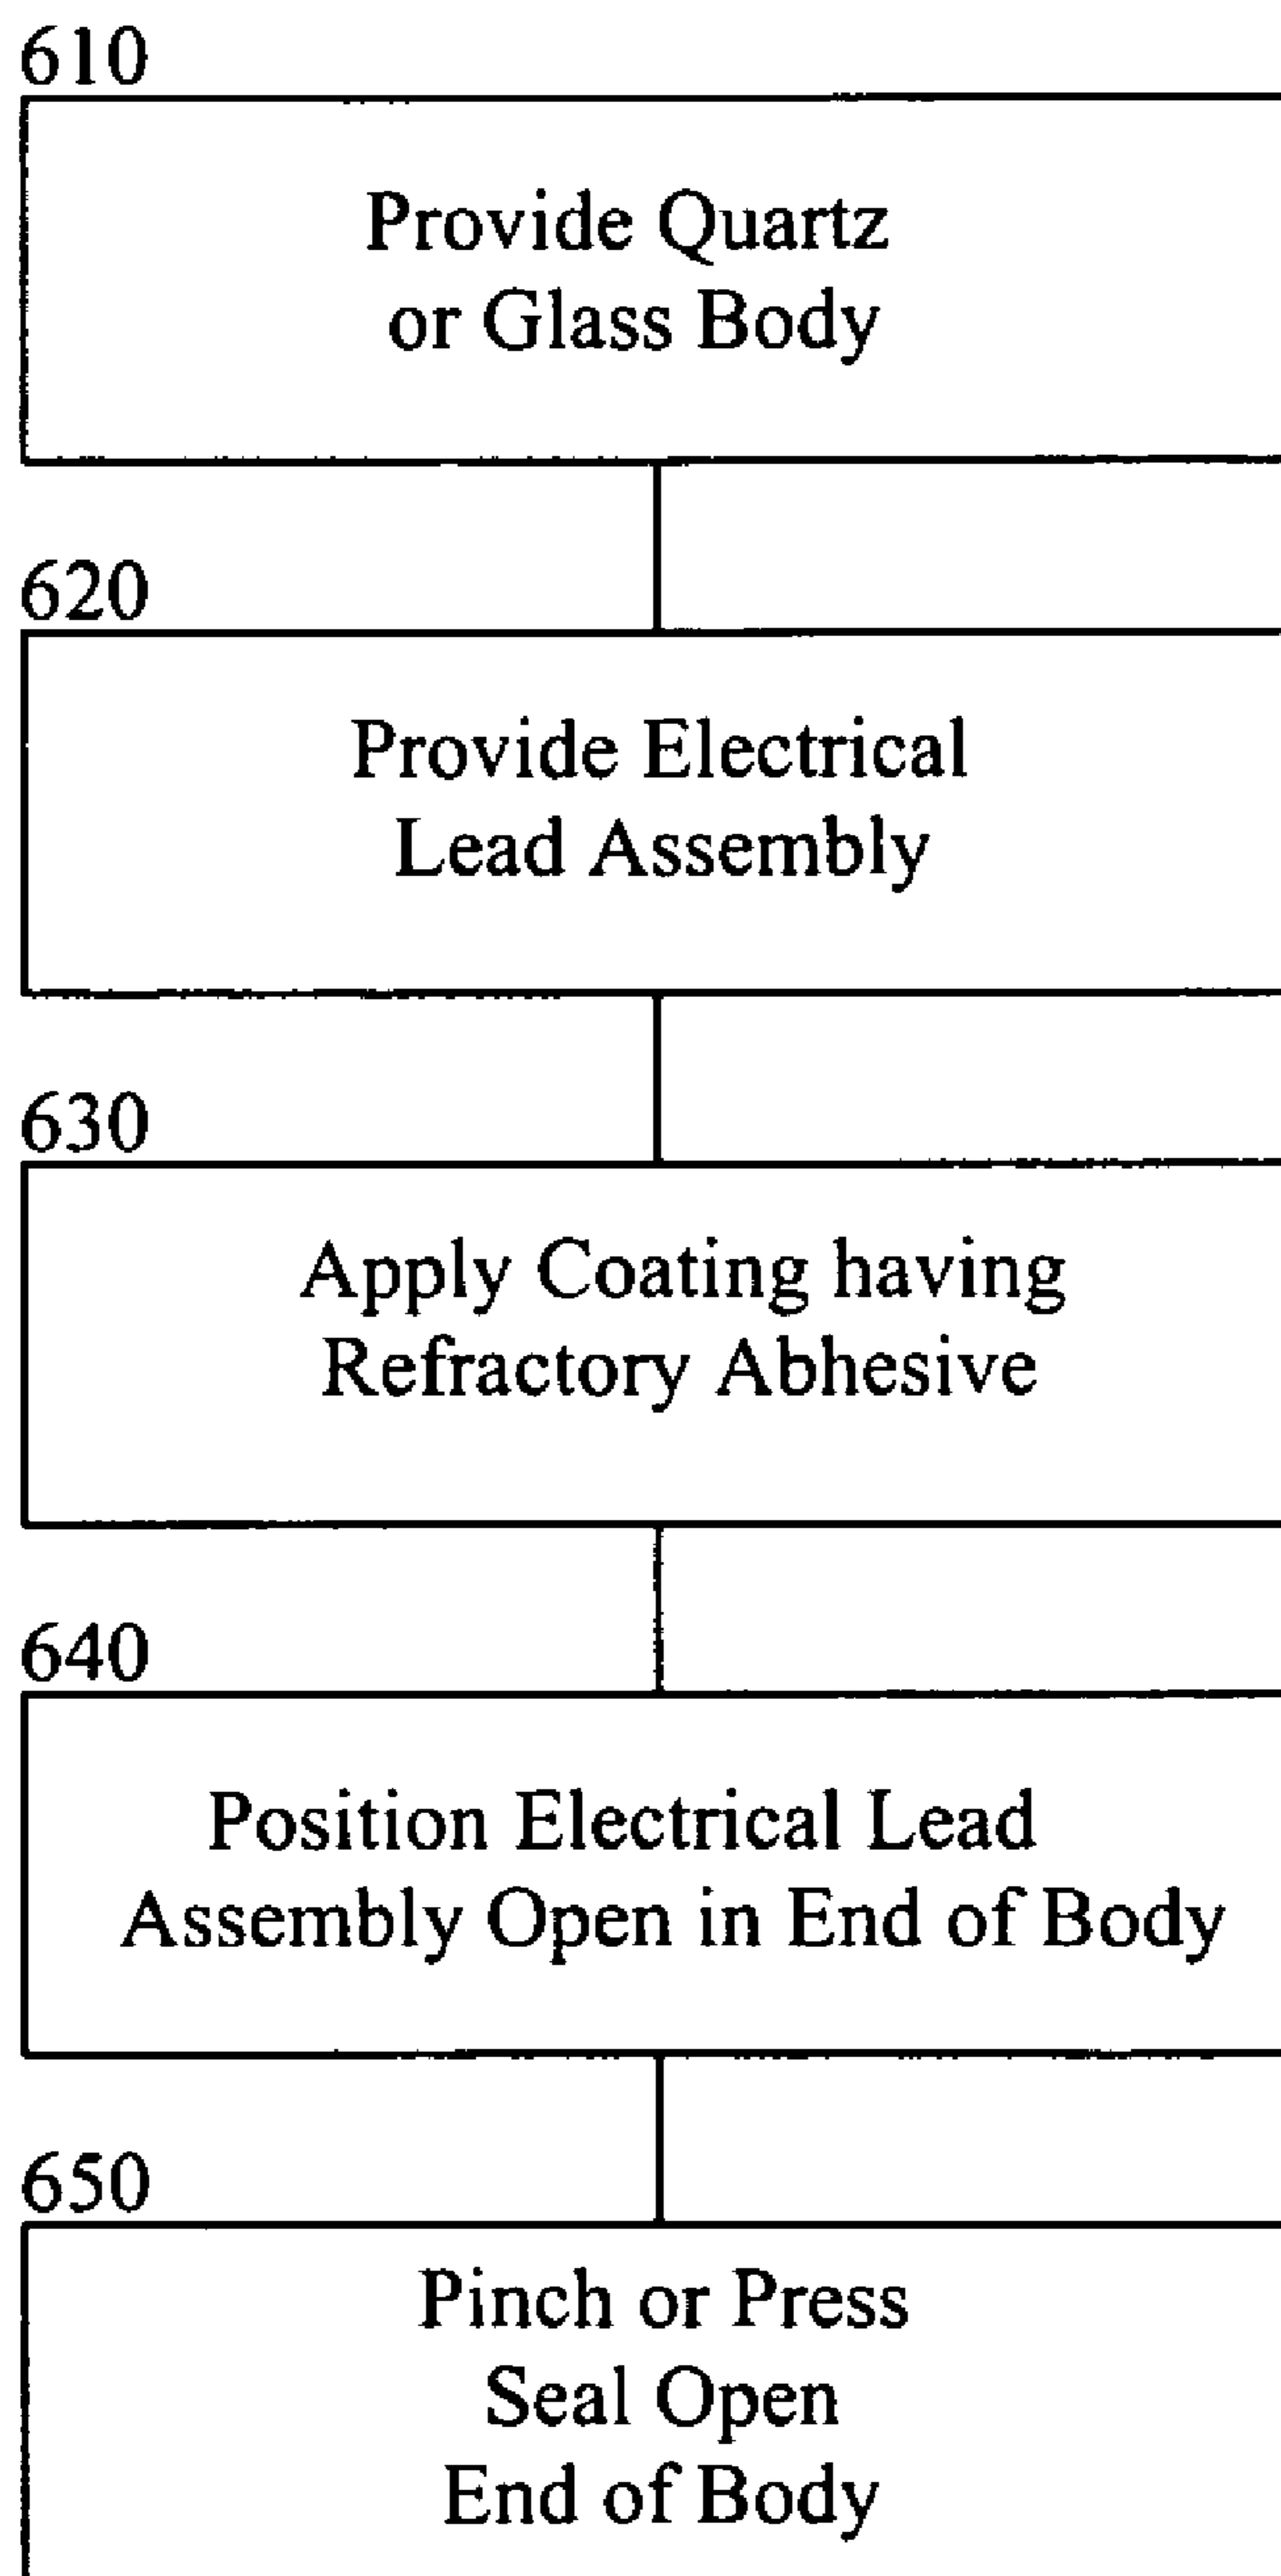 610
Provide Quartz
or Glass Body
620
Provide Electrical
Lead Assembly
630
Apply Coating having
Refractory Abhesive
640
Position Electrical Lead
Assembly Open in End of Body
650
Pinch or Press
Seal Open
End of Body